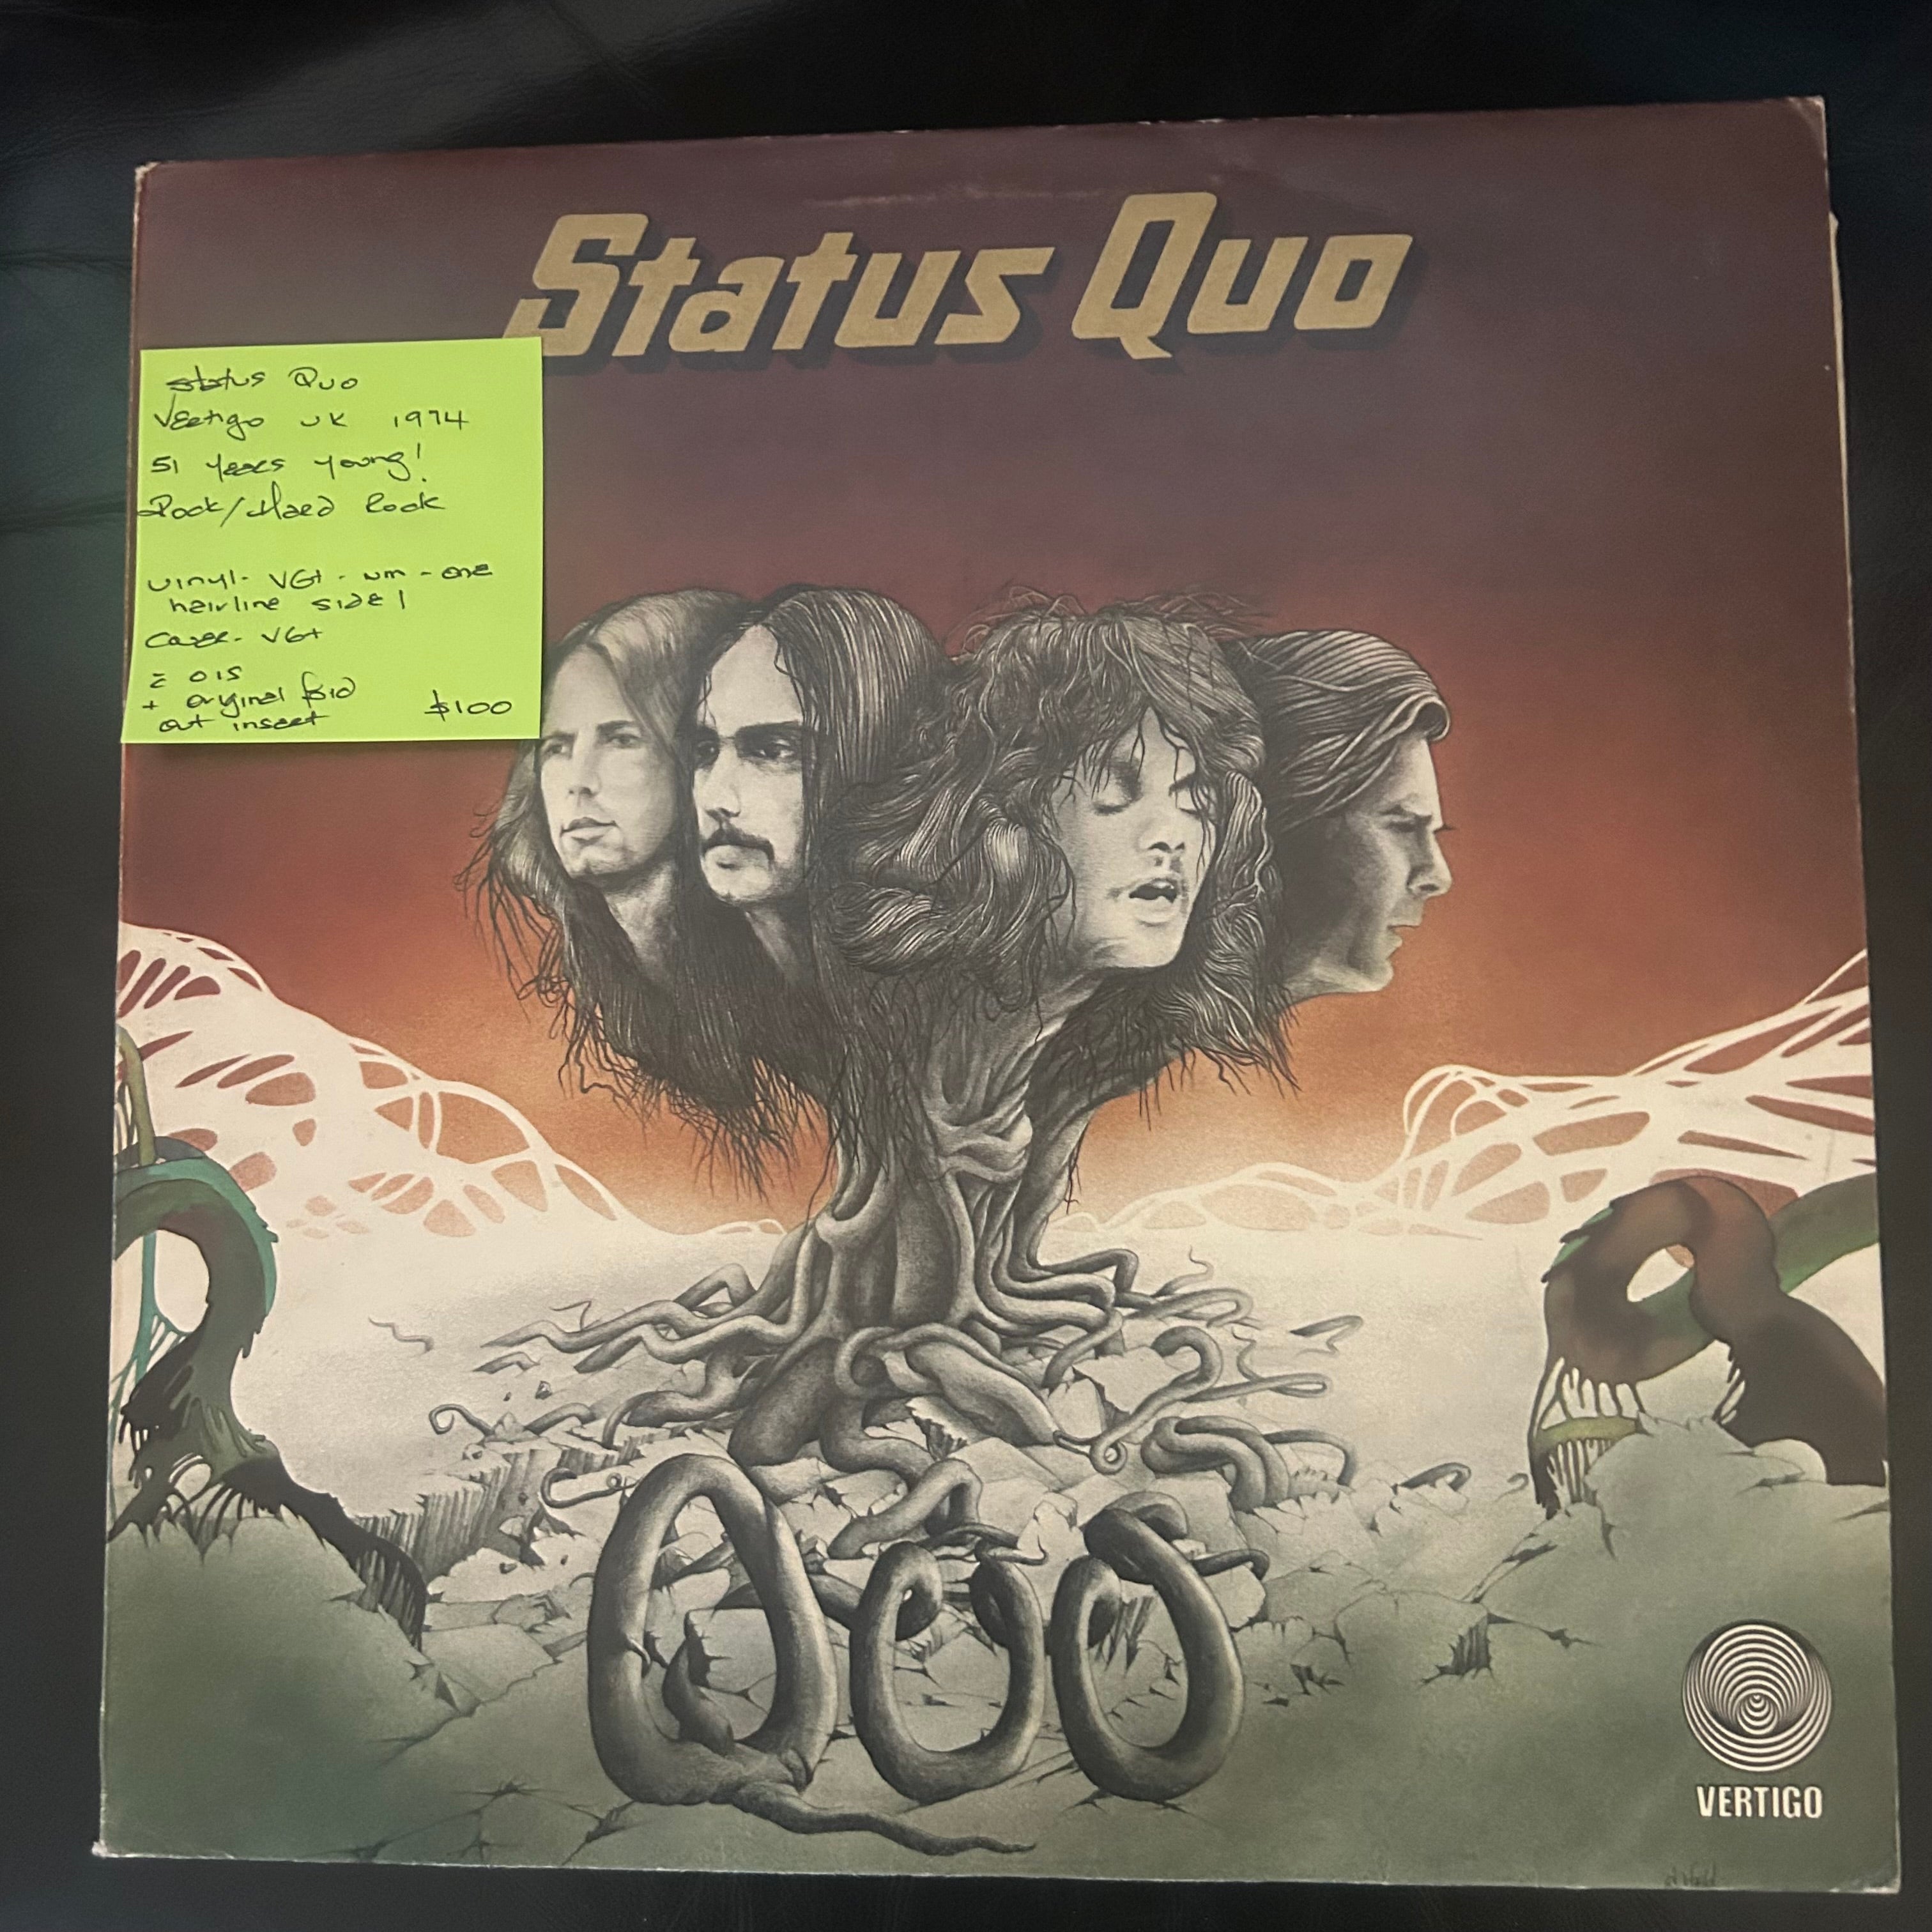 Status Quo
Status Quo
Vertigo UK 1974
51 years young!
Rock/Hard Rock
vinyl- VG+ - NM - one
hairline side 1
Cover- VG+
c̄ OIS
+ original fold
out insert $100
Quo
VERTIGO